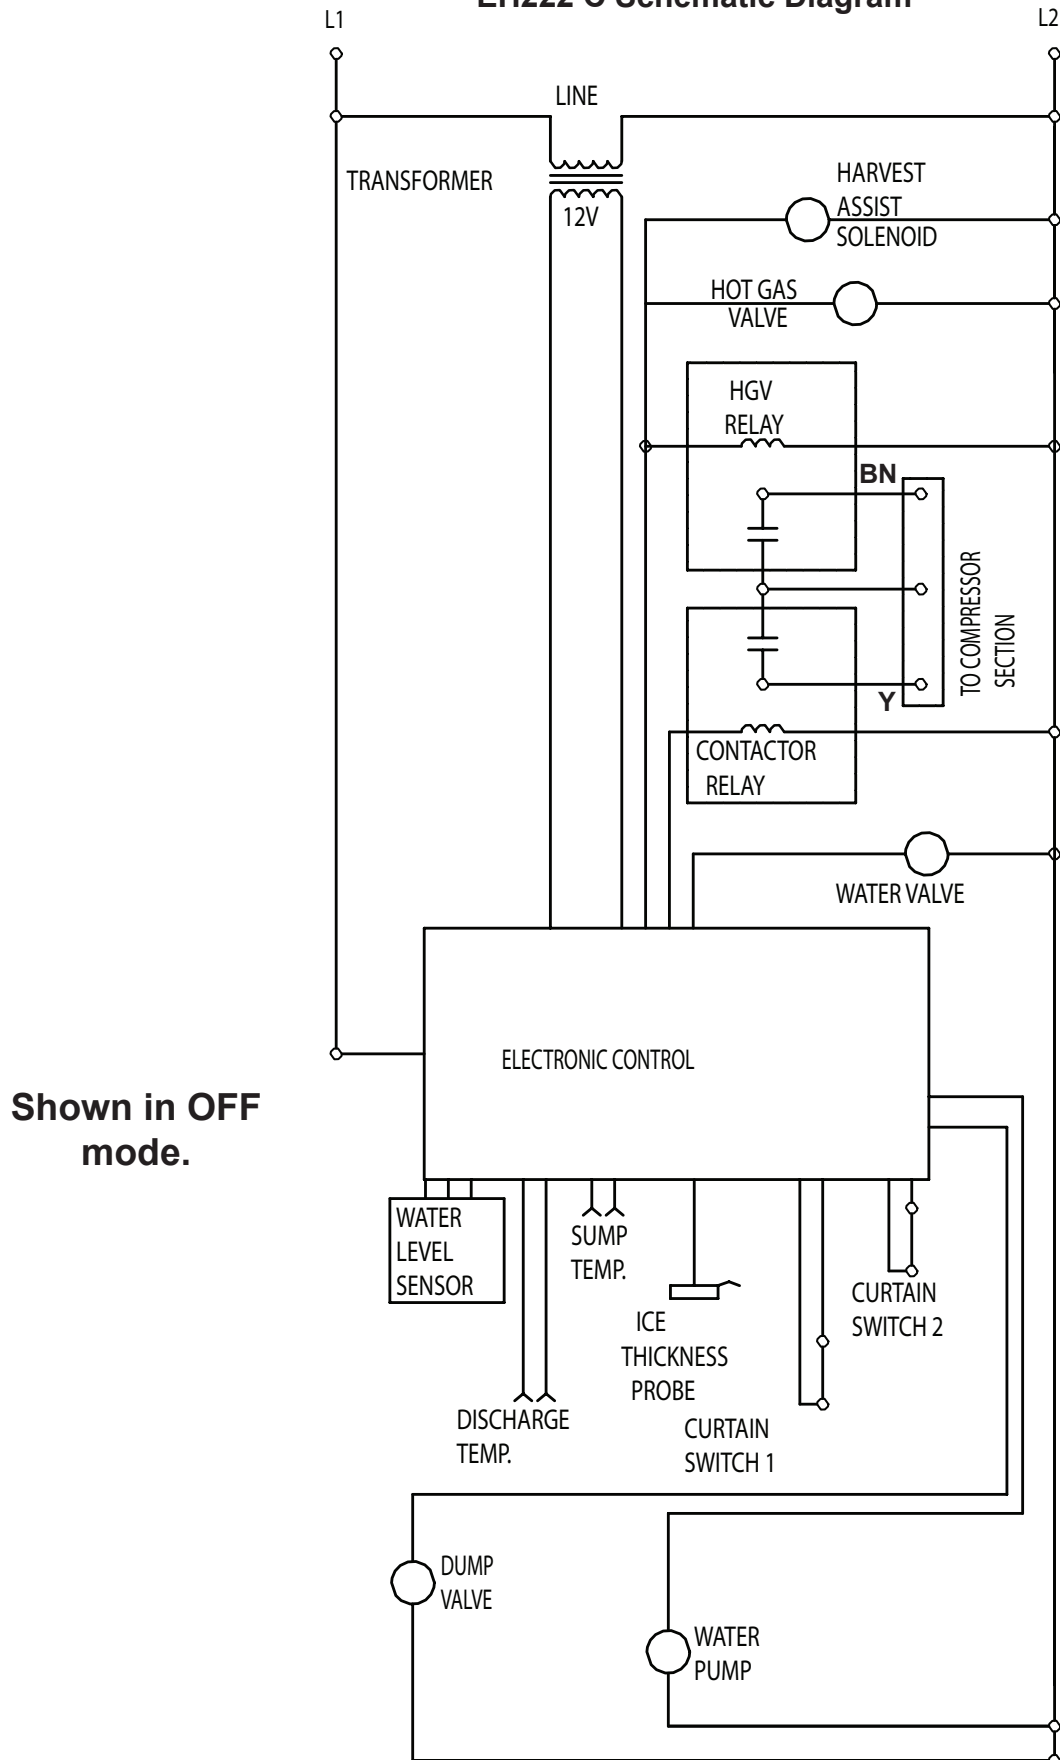 EH222 C Schematic Diagram
L1
L2
LINE
TRANSFORMER
12V
HARVEST
ASSIST
SOLENOID
HOT GAS
VALVE
HGV
RELAY
BN
TO COMPRESSOR
SECTION
Y
CONTACTOR
RELAY
WATER VALVE
ELECTRONIC CONTROL
Shown in OFF
mode.
WATER
LEVEL
SENSOR
SUMP
TEMP.
ICE
THICKNESS
PROBE
CURTAIN
SWITCH 2
DISCHARGE
TEMP.
CURTAIN
SWITCH 1
DUMP
VALVE
WATER
PUMP